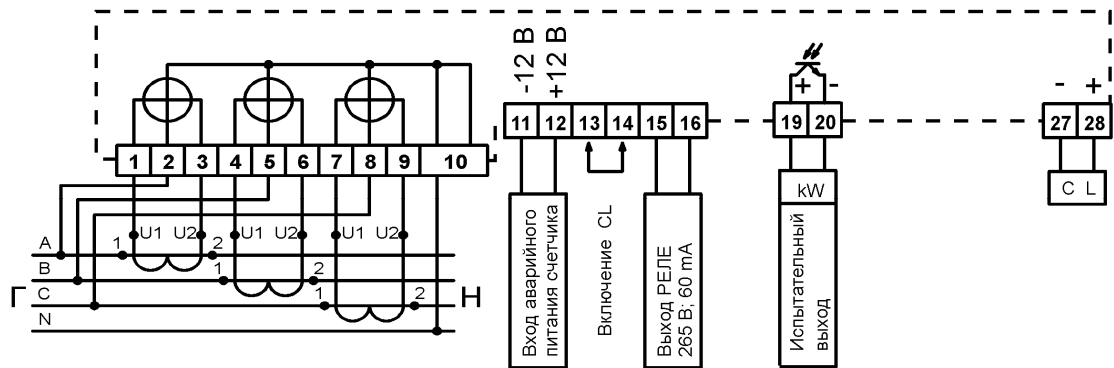 -12 В
+12 В
+ -
- +
1 2 3 4 5 6 7 8 9 10
11 12 13 14 15 16
19 20
27 28
kW
C L
U1 U2 U1 U2 U1 U2
A 1 2
B 1 2
C 1 2
N
Г
Н
Вход аварийного
питания счетчика
Включение CL
Выход РЕЛЕ
265 В; 60 mA
Испытательный
выход